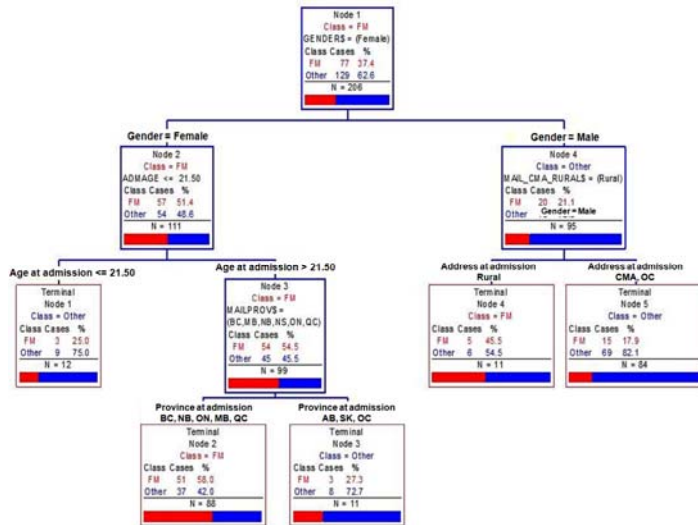 Node 1
Class = FM
GENDER$ = (Female)
Class Cases %
FM 77 37.4
Other 129 62.6
N = 206
Gender = Female
Gender = Male
Node 2
Class = FM
ADMAGE <= 21.50
Class Cases %
FM 57 51.4
Other 54 48.6
N = 111
Node 4
Class = Other
MAIL_CMA_RURAL$ = (Rural)
Class Cases %
FM 20 21.1
Other
Gender = Male
N = 95
Age at admission <= 21.50
Age at admission > 21.50
Address at admission
Rural
Address at admission
CMA, OC
Terminal
Node 1
Class = Other
Class Cases %
FM 3 25.0
Other 9 75.0
N = 12
Node 3
Class = FM
MAILPROV$ =
(BC,MB,NB,NS,ON,QC)
Class Cases %
FM 54 54.5
Other 45 45.5
N = 99
Terminal
Node 4
Class = FM
Class Cases %
FM 5 45.5
Other 6 54.5
N = 11
Terminal
Node 5
Class = Other
Class Cases %
FM 15 17.9
Other 69 82.1
N = 84
Province at admission
BC, NB, ON, MB, QC
Province at admission
AB, SK, OC
Terminal
Node 2
Class = FM
Class Cases %
FM 51 58.0
Other 37 42.0
N = 88
Terminal
Node 3
Class = Other
Class Cases %
FM 3 27.3
Other 8 72.7
N = 11